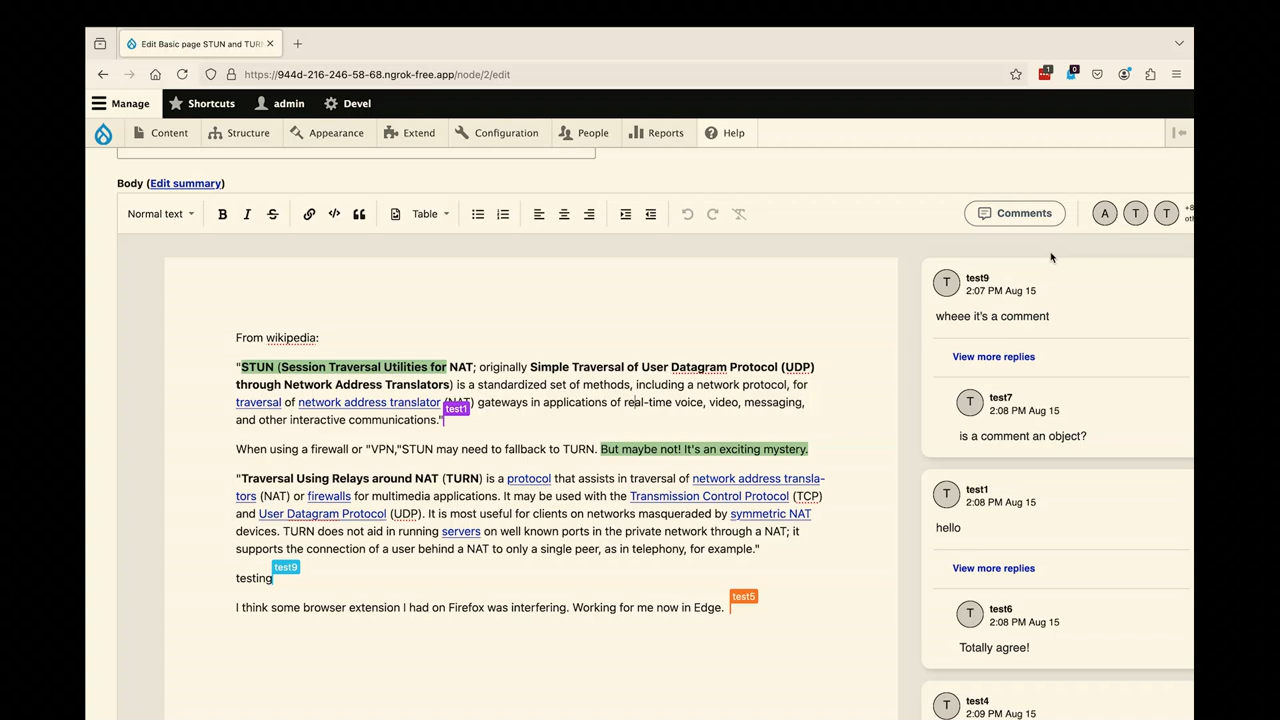 Edit Basic page STUN and TUR
https://944d-216-246-58-68.ngrok-free.app/node/2/edit
1
0
Manage
Shortcuts
admin
Devel
Content
Structure
Appearance
Extend
Configuration
People
Reports
Help
Body (Edit summary)
Normal text
B
I
S
Table
Comments
A
T
T
+8
From wikipedia:
"STUN (Session Traversal Utilities for NAT; originally Simple Traversal of User Datagram Protocol (UDP)
through Network Address Translators) is a standardized set of methods, including a network protocol, for
traversal of network address translator (NAT) gateways in applications of real-time voice, video, messaging,
test1
and other interactive communications."
When using a firewall or "VPN,"STUN may need to fallback to TURN. But maybe not! It's an exciting mystery.
"Traversal Using Relays around NAT (TURN) is a protocol that assists in traversal of network address transla-
tors (NAT) or firewalls for multimedia applications. It may be used with the Transmission Control Protocol (TCP)
and User Datagram Protocol (UDP). It is most useful for clients on networks masqueraded by symmetric NAT
devices. TURN does not aid in running servers on well known ports in the private network through a NAT; it
supports the connection of a user behind a NAT to only a single peer, as in telephony, for example."
test9
testing
test5
I think some browser extension I had on Firefox was interfering. Working for me now in Edge.
T
test9
2:07 PM Aug 15
wheee it's a comment
View more replies
T
test7
2:08 PM Aug 15
is a comment an object?
T
test1
2:08 PM Aug 15
hello
View more replies
T
test6
2:08 PM Aug 15
Totally agree!
T
test4
2:09 PM Aug 15